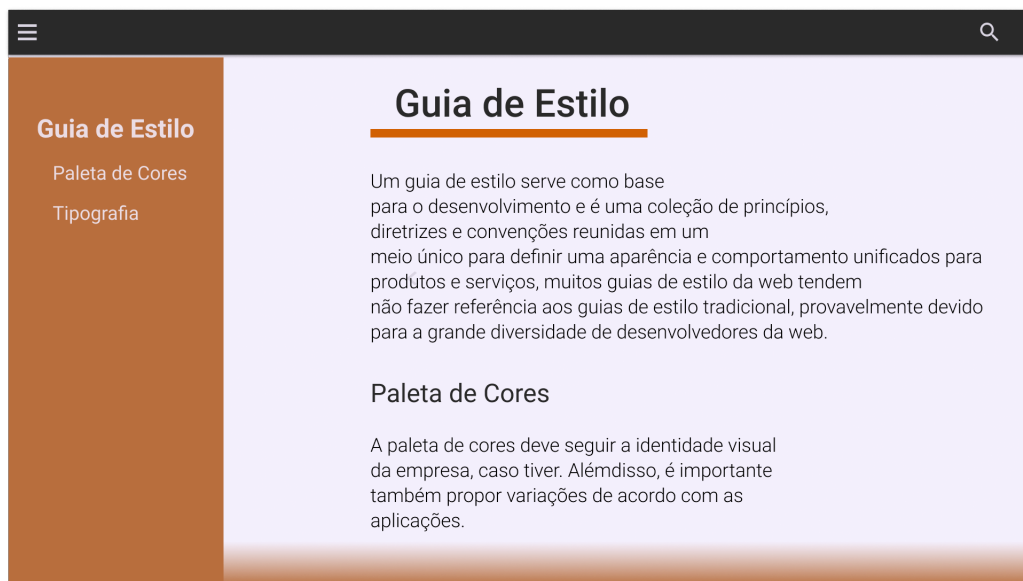 Guia de Estilo
Paleta de Cores
Tipografia
Guia de Estilo
Um guia de estilo serve como base
para o desenvolvimento e é uma coleção de princípios,
diretrizes e convenções reunidas em um
meio único para definir uma aparência e comportamento unificados para
produtos e serviços, muitos guias de estilo da web tendem
não fazer referência aos guias de estilo tradicional, provavelmente devido
para a grande diversidade de desenvolvedores da web.
Paleta de Cores
A paleta de cores deve seguir a identidade visual
da empresa, caso tiver. Alémdisso, é importante
também propor variações de acordo com as
aplicações.